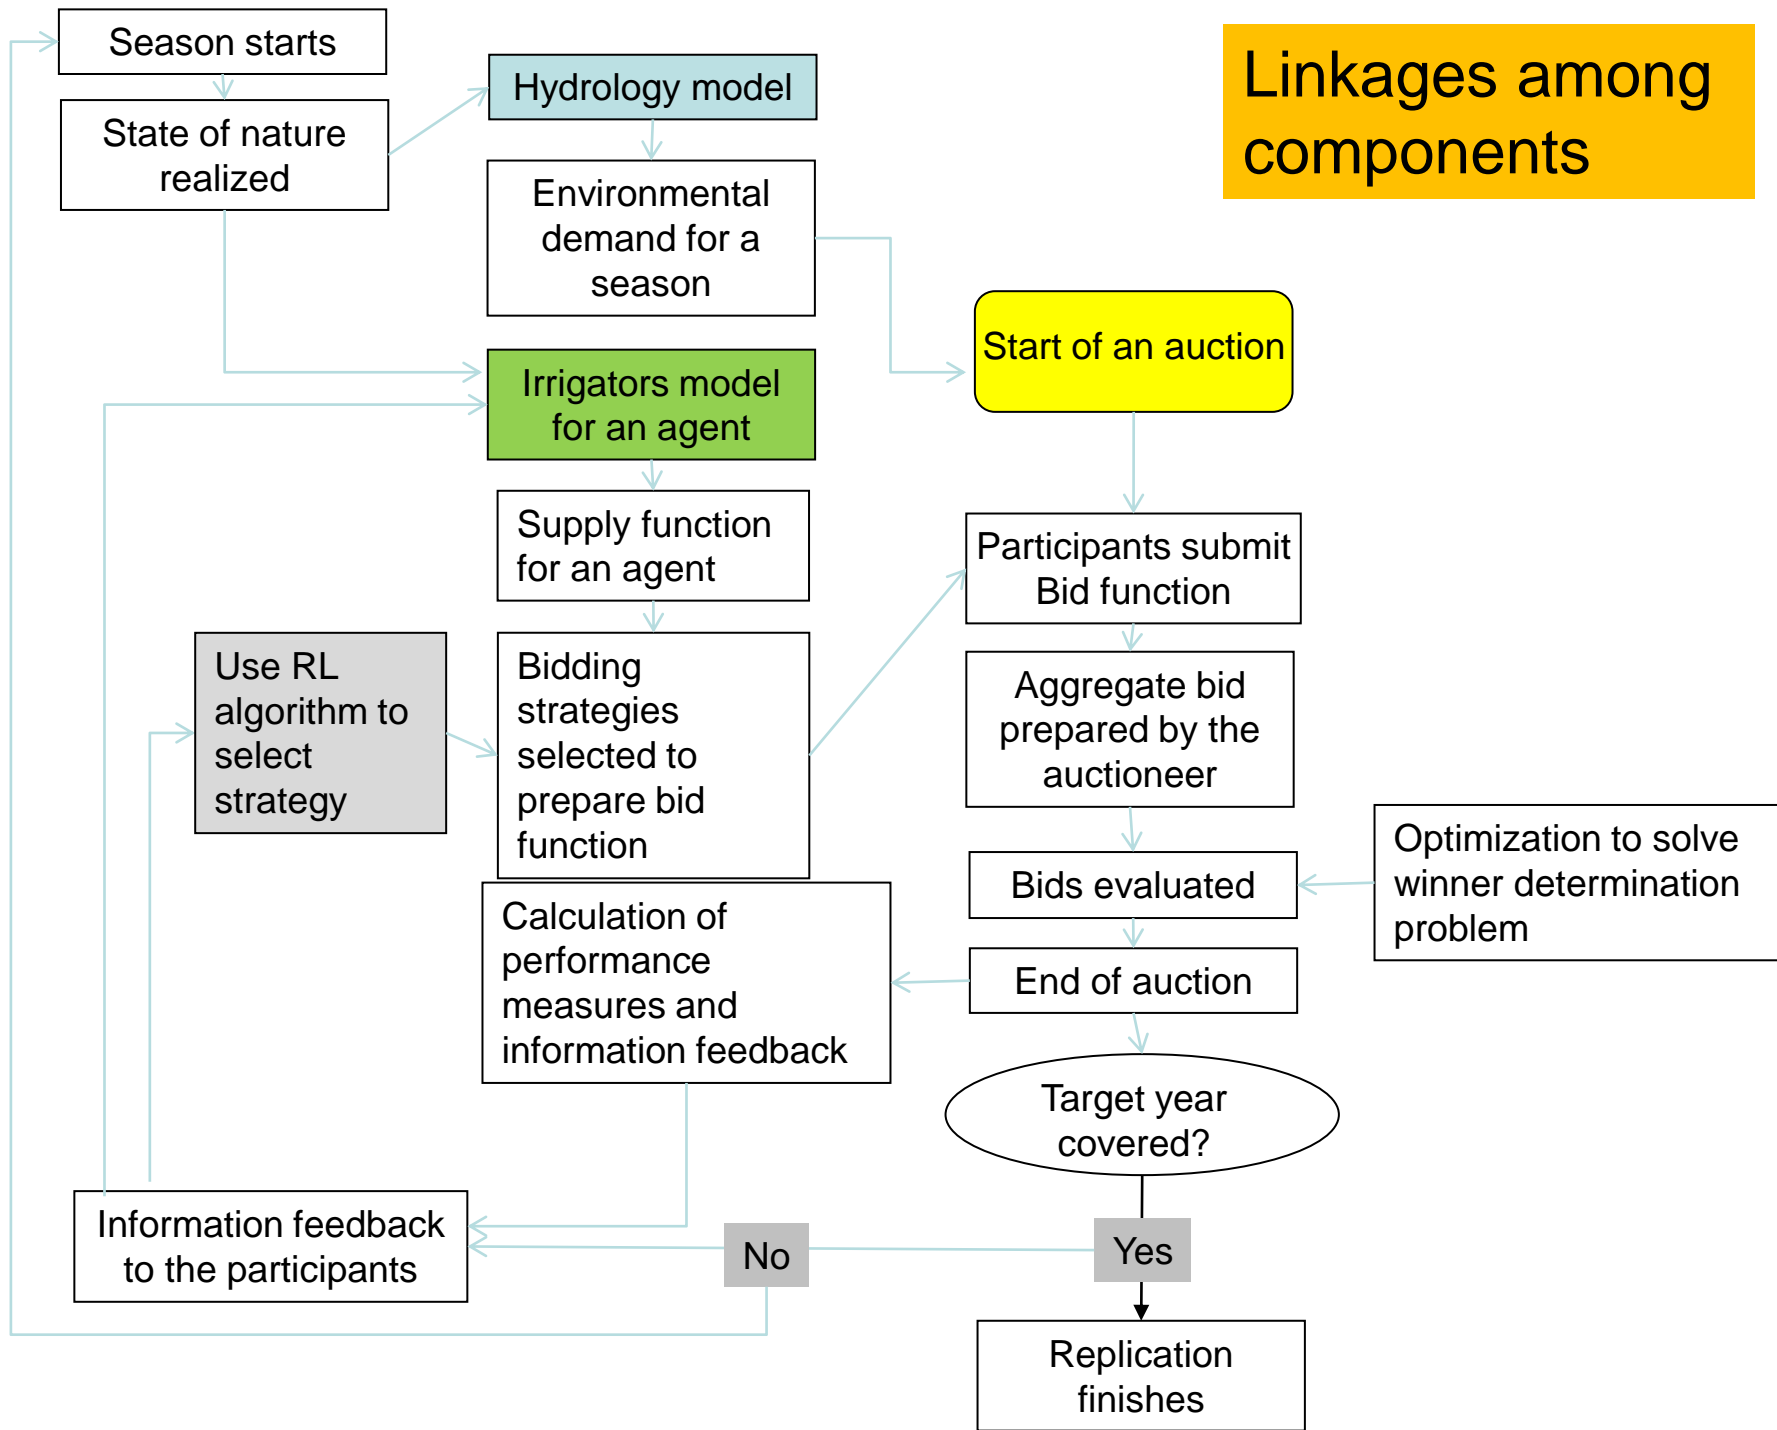 Linkages among
components
Season starts
State of nature
realized
Hydrology model
Environmental
demand for a
season
Start of an auction
Irrigators model
for an agent
Supply function
for an agent
Participants submit
Bid function
Use RL
algorithm to
select
strategy
Bidding
strategies
selected to
prepare bid
function
Aggregate bid
prepared by the
auctioneer
Optimization to solve
winner determination
problem
Bids evaluated
Calculation of
performance
measures and
information feedback
End of auction
Target year
covered?
Information feedback
to the participants
No
Yes
Replication
finishes